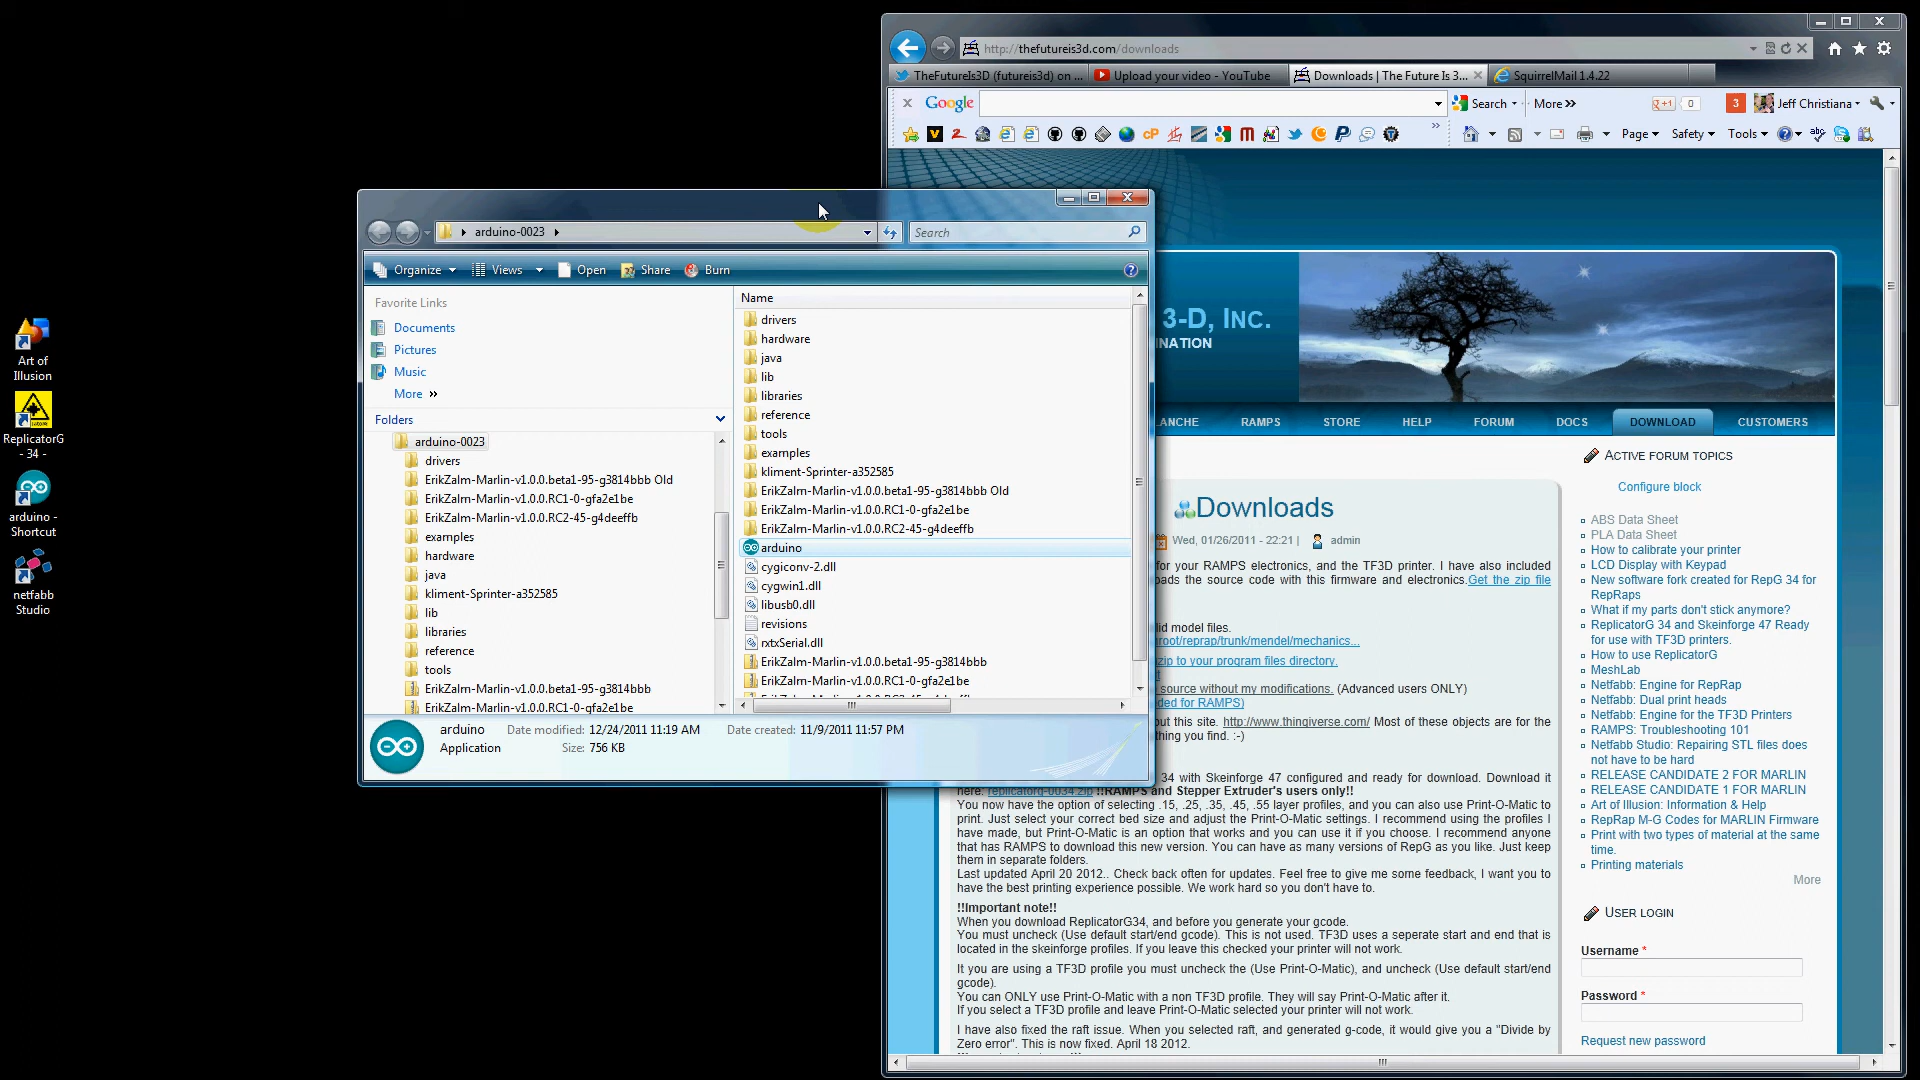 Art of
Illusion
ReplicatorG
- 34 -
arduino -
Shortcut
netfabb
Studio
http://thefutureis3d.com/downloads
TheFutureIs3D (futureis3d) on ...
Upload your video - YouTube
Downloads | The Future Is 3...
SquirrelMail 1.4.22
Google
Search
More »
+1
0
3
Jeff Christiana
Page
Safety
Tools
arduino-0023
Search
Organize
Views
Open
Share
Burn
Favorite Links
Documents
Pictures
Music
More »
Folders
arduino-0023
drivers
ErikZalm-Marlin-v1.0.0.beta1-95-g3814bbb Old
ErikZalm-Marlin-v1.0.0.RC1-0-gfa2e1be
ErikZalm-Marlin-v1.0.0.RC2-45-g4deeffb
examples
hardware
java
kliment-Sprinter-a352585
lib
libraries
reference
tools
ErikZalm-Marlin-v1.0.0.beta1-95-g3814bbb
ErikZalm-Marlin-v1.0.0.RC1-0-gfa2e1be
Name
drivers
hardware
java
lib
libraries
reference
tools
examples
kliment-Sprinter-a352585
ErikZalm-Marlin-v1.0.0.beta1-95-g3814bbb Old
ErikZalm-Marlin-v1.0.0.RC1-0-gfa2e1be
ErikZalm-Marlin-v1.0.0.RC2-45-g4deeffb
arduino
cygiconv-2.dll
cygwin1.dll
libusb0.dll
revisions
rxtxSerial.dll
ErikZalm-Marlin-v1.0.0.beta1-95-g3814bbb
ErikZalm-Marlin-v1.0.0.RC1-0-gfa2e1be
arduino Date modified: 12/24/2011 11:19 AM Date created: 11/9/2011 11:57 PM
Application Size: 756 KB
3-D, INC.
INATION
LANCHE RAMPS STORE HELP FORUM DOCS DOWNLOAD CUSTOMERS
Downloads
Wed, 01/26/2011 - 22:21 | admin
for your RAMPS electronics, and the TF3D printer. I have also included
ads the source code with this firmware and electronics.Get the zip file
lid model files.
root/reprap/trunk/mendel/mechanics...
zip to your program files directory.
source without my modifications. (Advanced users ONLY)
ded for RAMPS)
out this site. http://www.thingiverse.com/ Most of these objects are for the
thing you find. :-)
34 with Skeinforge 47 configured and ready for download. Download it
here: replicatorg-0034.zip !!RAMPS and Stepper Extruder's users only!!
You now have the option of selecting .15, .25, .35, .45, .55 layer profiles, and you can also use Print-O-Matic to
print. Just select your correct bed size and adjust the Print-O-Matic settings. I recommend using the profiles I
have made, but Print-O-Matic is an option that works and you can use it if you choose. I recommend anyone
that has RAMPS to download this new version. You can have as many versions of RepG as you like. Just keep
them in separate folders.
Last updated April 20 2012.. Check back often for updates. Feel free to give me some feedback, I want you to
have the best printing experience possible. We work hard so you don't have to.
!!Important note!!
When you download ReplicatorG34, and before you generate your gcode.
You must uncheck (Use default start/end gcode). This is not used. TF3D uses a seperate start and end that is
located in the skeinforge profiles. If you leave this checked your printer will not work.
If you are using a TF3D profile you must uncheck the (Use Print-O-Matic), and uncheck (Use default start/end
gcode).
You can ONLY use Print-O-Matic with a non TF3D profile. They will say Print-O-Matic after it.
If you select a TF3D profile and leave Print-O-Matic selected your printer will not work.
I have also fixed the raft issue. When you selected raft, and generated g-code, it would give you a "Divide by
Zero error". This is now fixed. April 18 2012.
ACTIVE FORUM TOPICS
Configure block
ABS Data Sheet
PLA Data Sheet
How to calibrate your printer
LCD Display with Keypad
New software fork created for RepG 34 for
RepRaps
What if my parts don't stick anymore?
ReplicatorG 34 and Skeinforge 47 Ready
for use with TF3D printers.
How to use ReplicatorG
MeshLab
Netfabb: Engine for RepRap
Netfabb: Dual print heads
Netfabb: Engine for the TF3D Printers
RAMPS: Troubleshooting 101
Netfabb Studio: Repairing STL files does
not have to be hard
RELEASE CANDIDATE 2 FOR MARLIN
RELEASE CANDIDATE 1 FOR MARLIN
Art of Illusion: Information & Help
RepRap M-G Codes for MARLIN Firmware
Print with two types of material at the same
time.
Printing materials
More
USER LOGIN
Username *
Password *
Request new password